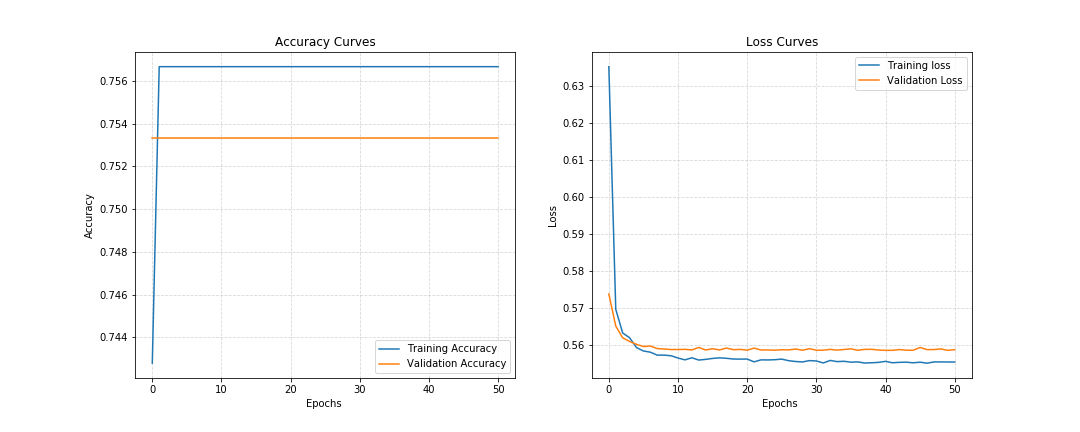 Accuracy Curves
0.756
0.754
0.752
0.750
0.748
0.746
0.744
Accuracy
0 10 20 30 40 50
Epochs
Training Accuracy
Validation Accuracy
Loss Curves
0.63
0.62
0.61
0.60
0.59
0.58
0.57
0.56
Loss
0 10 20 30 40 50
Epochs
Training loss
Validation Loss